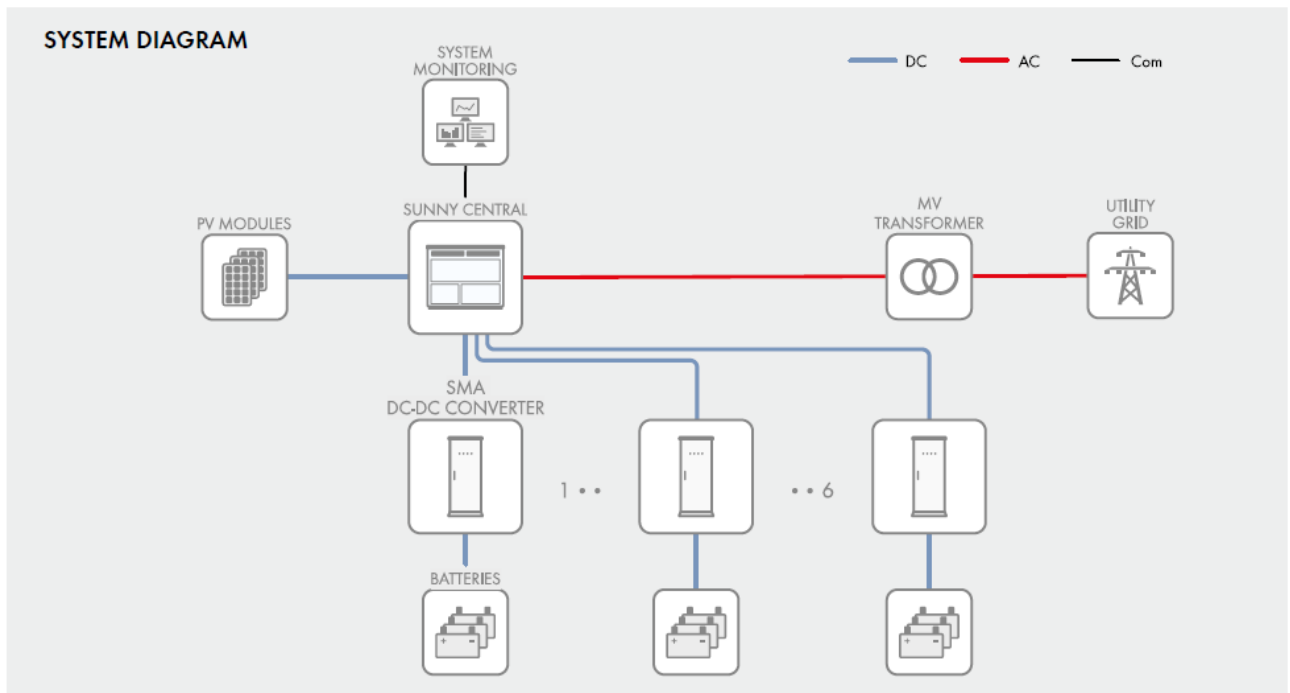 SYSTEM DIAGRAM
SYSTEM
MONITORING
DC
AC
Com
PV MODULES
SUNNY CENTRAL
MV
TRANSFORMER
UTILITY
GRID
SMA
DC-DC CONVERTER
1 • •
• • 6
BATTERIES